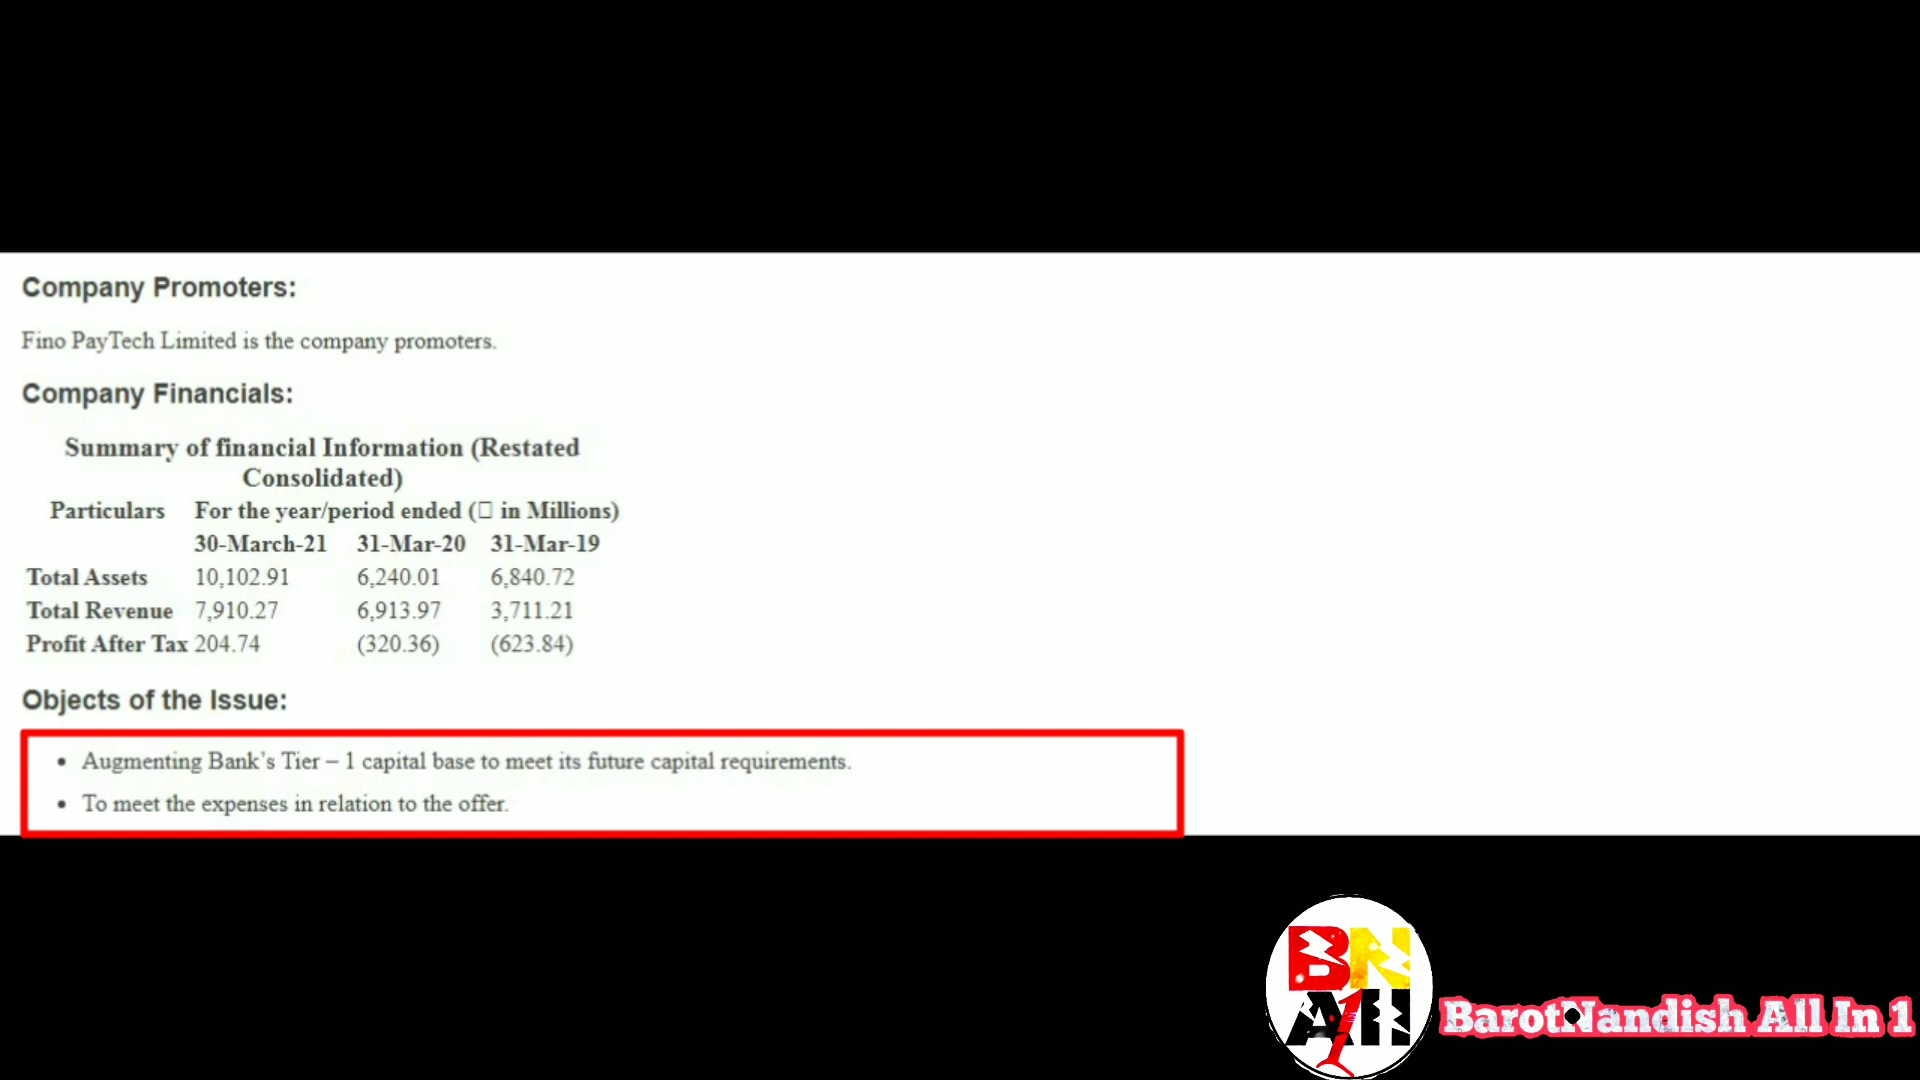 Company Promoters:
Fino PayTech Limited is the company promoters.
Company Financials:
Summary of financial Information (Restated
Consolidated)
Particulars For the year/period ended (□ in Millions)
30-March-21 31-Mar-20 31-Mar-19
Total Assets 10,102.91 6,240.01 6,840.72
Total Revenue 7,910.27 6,913.97 3,711.21
Profit After Tax 204.74 (320.36) (623.84)
Objects of the Issue:
• Augmenting Bank's Tier – 1 capital base to meet its future capital requirements.
• To meet the expenses in relation to the offer.
BN
A1
BarotNandish All In 1